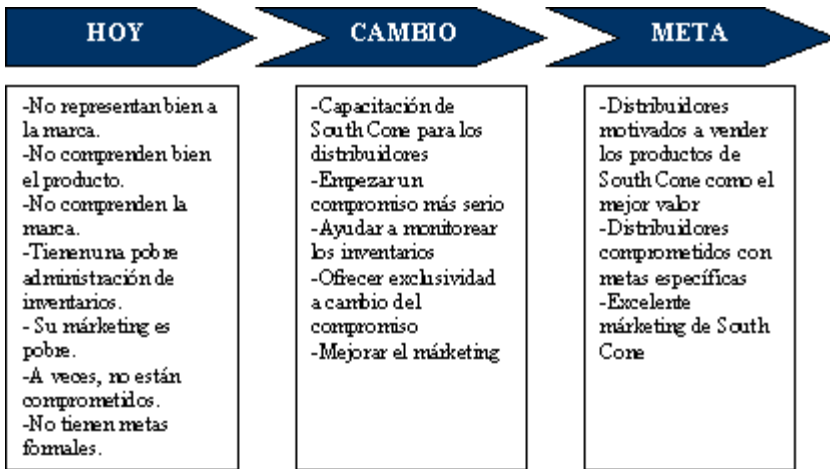 HOY
CAMBIO
META
-No representan bien a
la marca.
-No comprenden bien
el producto.
-No comprenden la
marca.
-Tienenuna pobre
administración de
inventarios.
- Su márketing es
pobre.
-A veces, no están
comprometidos.
-No tienen metas
formales.
-Capacitación de
South Cone para los
distribuidores
-Empezar un
compromiso más serio
-Ayudar a monitorear
los inventarios
-Ofrecer exclusividad
a cambio del
compromiso
-Mejorar el márketing
-Distribuidores
motivados a vender
los productos de
South Cone como el
mejor valor
-Distribuidores
comprometidos con
metas específicas
-Excelente
márketing de South
Cone